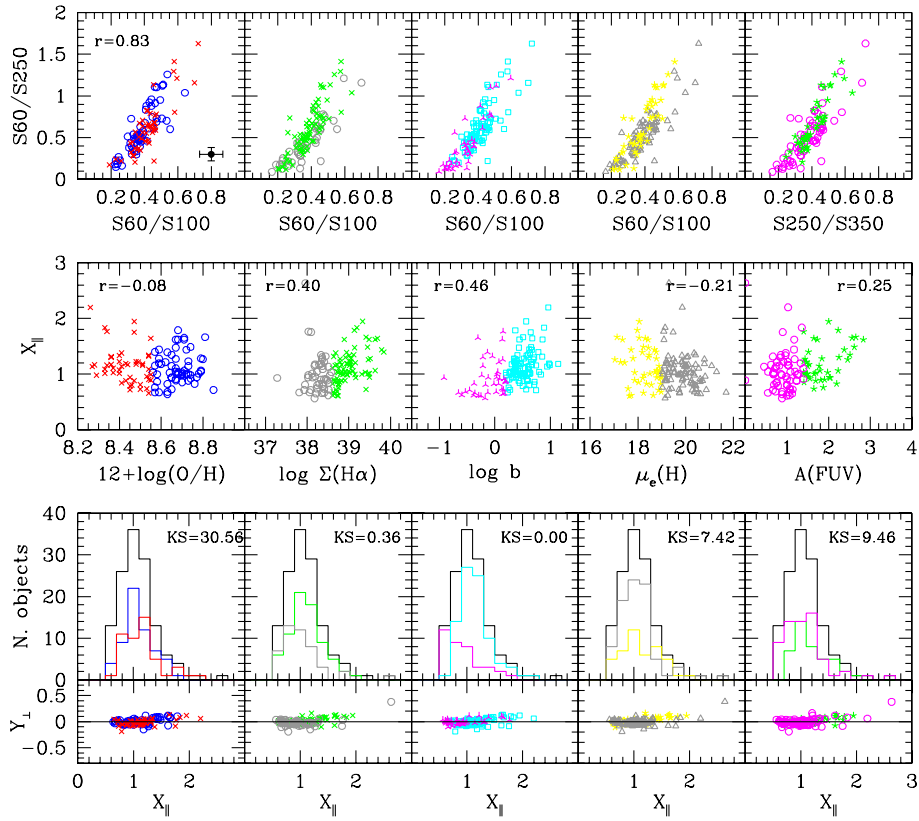 2
1.5
1
0.5
0
S60/S250
r=0.83
0.2 0.4 0.6 0.8 1
0.2 0.4 0.6 0.8 1
0.2 0.4 0.6 0.8 1
0.2 0.4 0.6 0.8 1
0.2 0.4 0.6 0.8 1
S60/S100
S60/S100
S60/S100
S60/S100
S250/S350
3
2
1
0
X∥
r=−0.08
r=0.40
r=0.46
r=−0.21
r=0.25
8.2 8.4 8.6 8.8
37 38 39 40
−1 0 1
16 18 20 22
1 2 3 4
12+log(O/H)
log Σ(Hα)
log b
μe(H)
A(FUV)
40
30
20
10
0
N. objects
KS=30.56
KS=0.36
KS=0.00
KS=7.42
KS=9.46
0.5
0
−0.5
Y⊥
0 1 2
1 2
1 2
1 2
1 2 3
X∥
X∥
X∥
X∥
X∥